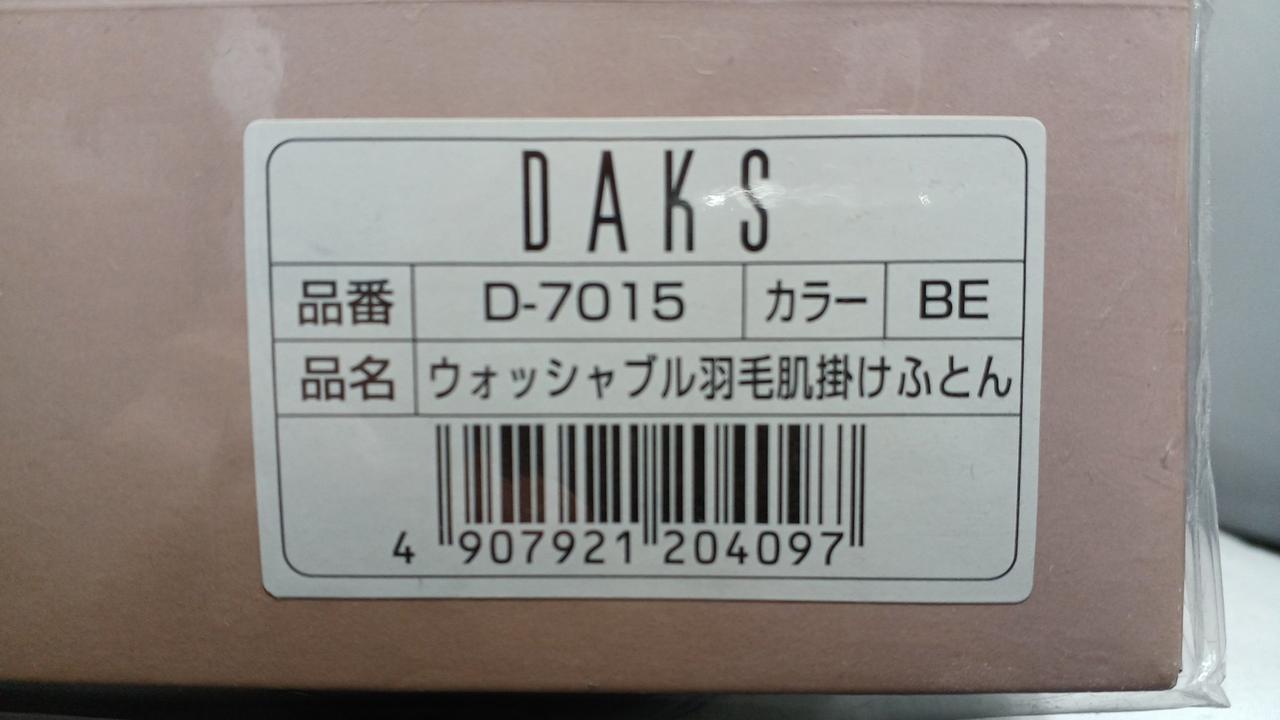 DAKS
品番 D-7015 カラー BE
品名 ウォッシャブル羽毛肌掛けふとん
4 907921 204097